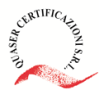 QUASER CERTIFICAZIONI S.R.L.